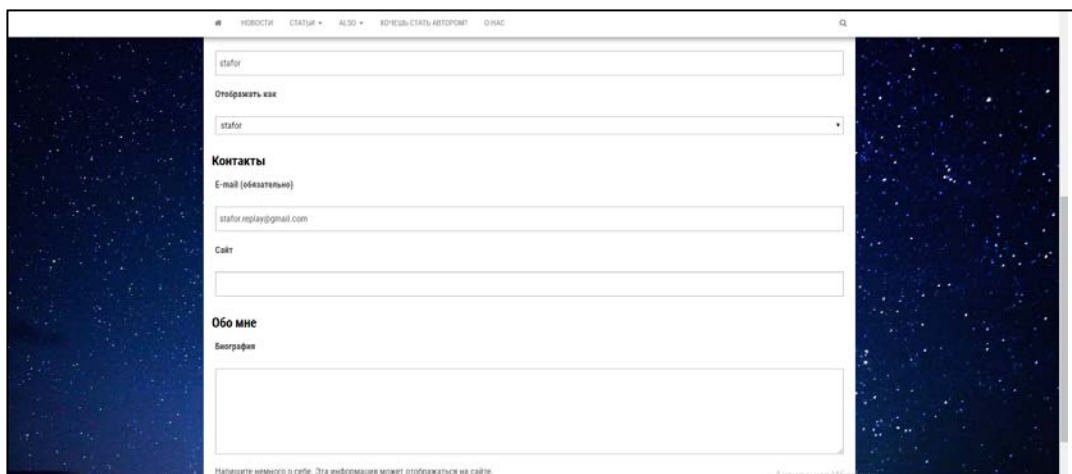 НОВОСТИ СТАТЬИ ALSO ХОЧЕШЬ СТАТЬ АВТОРОМ? О НАС
stafor
Отображать как
stafor
Контакты
E-mail (обязательно)
stafor.replay@gmail.com
Сайт
Обо мне
Биография
Напишите немного о себе. Эта информация может отображаться на сайте.